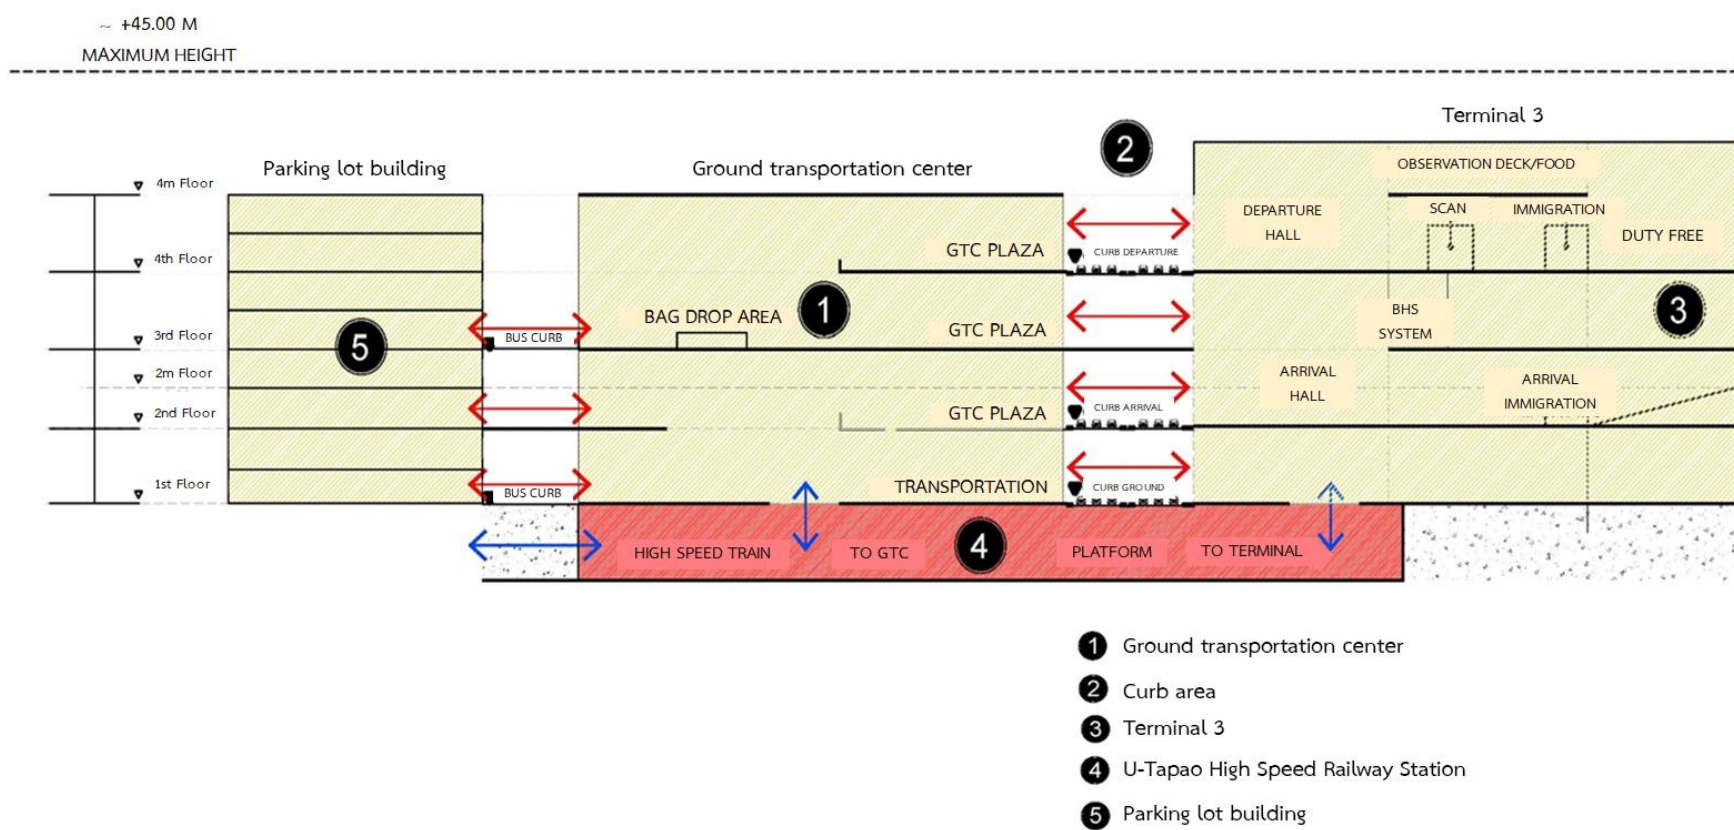 ~ +45.00 M
MAXIMUM HEIGHT
Terminal 3
2
Parking lot building
Ground transportation center
OBSERVATION DECK/FOOD
4m Floor
DEPARTURE
HALL
SCAN
IMMIGRATION
DUTY FREE
4th Floor
GTC PLAZA
CURB DEPARTURE
1
3
BAG DROP AREA
GTC PLAZA
BHS
SYSTEM
3rd Floor
5
BUS CURB
2m Floor
ARRIVAL
HALL
ARRIVAL
IMMIGRATION
2nd Floor
GTC PLAZA
CURB ARRIVAL
1st Floor
BUS CURB
TRANSPORTATION
CURB GROUND
HIGH SPEED TRAIN
TO GTC
4
PLATFORM
TO TERMINAL
1 Ground transportation center
2 Curb area
3 Terminal 3
4 U-Tapao High Speed Railway Station
5 Parking lot building